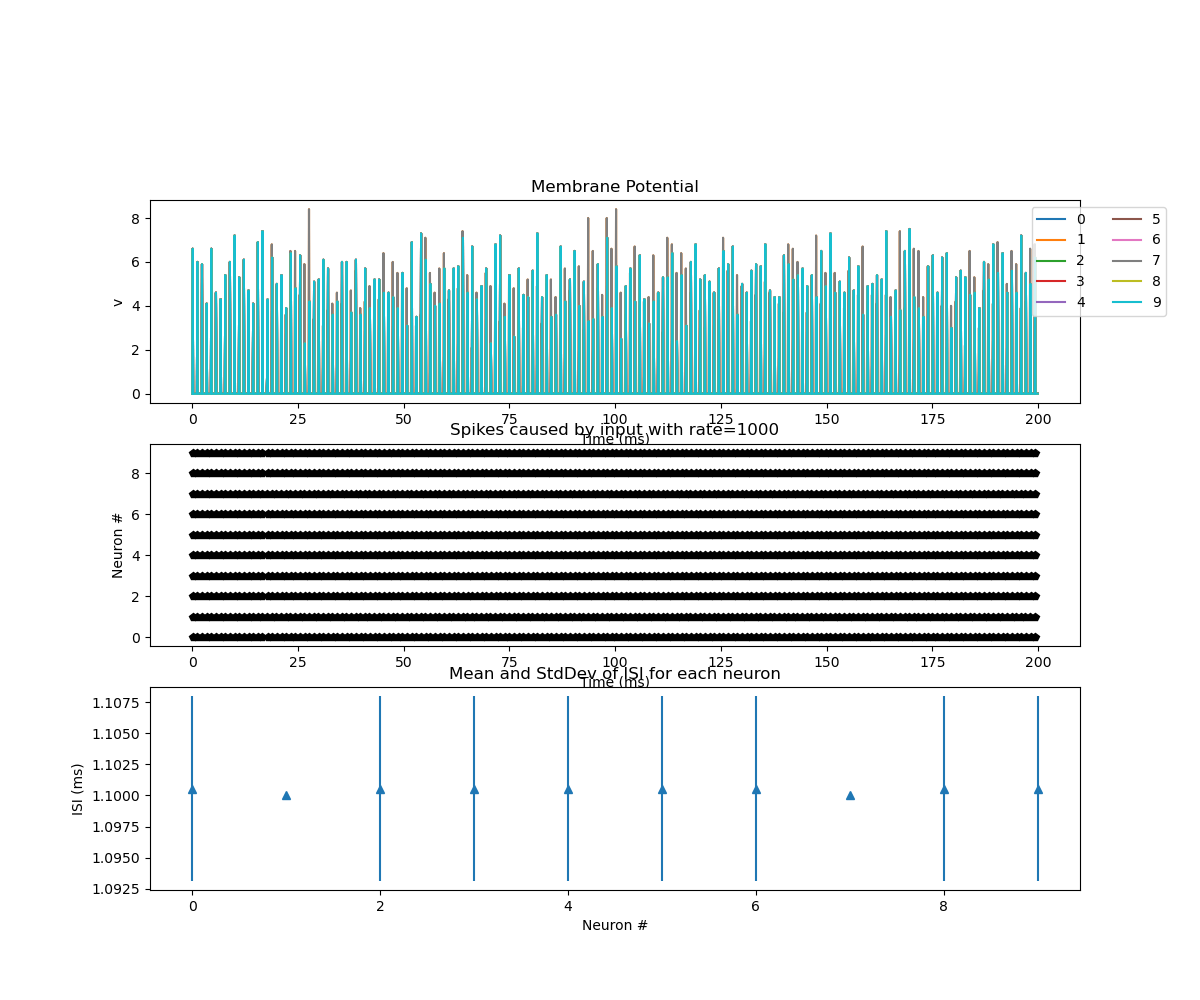 Membrane Potential
v
8
6
4
2
0
0 25 50 75 100 125 150 175 200
Time (ms)
0 5
1 6
2 7
3 8
4 9
Spikes caused by input with rate=1000
Neuron #
8
6
4
2
0
0 25 50 75 100 125 150 175 200
Time (ms)
Mean and StdDev of ISI for each neuron
ISI (ms)
1.1075
1.1050
1.1025
1.1000
1.0975
1.0950
1.0925
0 2 4 6 8
Neuron #